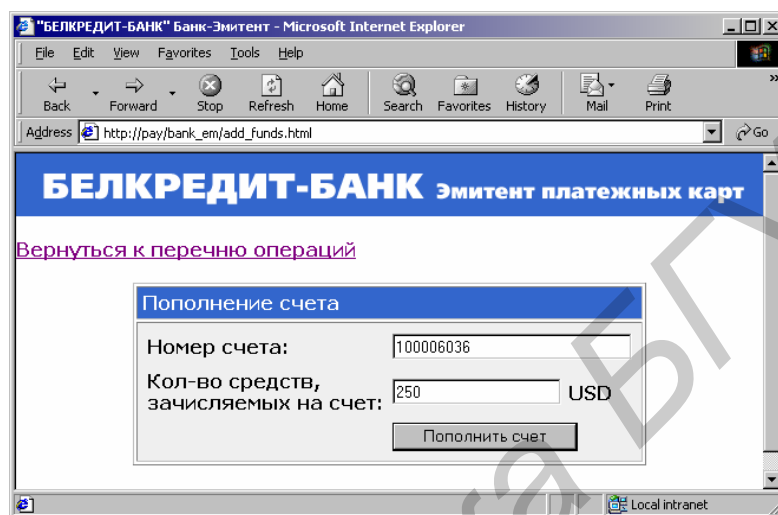 "БЕЛКРЕДИТ-БАНК" Банк-Эмитент - Microsoft Internet Explorer
File Edit View Favorites Tools Help
Back Forward Stop Refresh Home Search Favorites History Mail Print
Address http://pay/bank_em/add_funds.html Go
БЕЛКРЕДИТ-БАНК Эмитент платежных карт
Вернуться к перечню операций
Пополнение счета
Номер счета: 100006036
Кол-во средств,
зачисляемых на счет: 250 USD
Пополнить счет
Local intranet